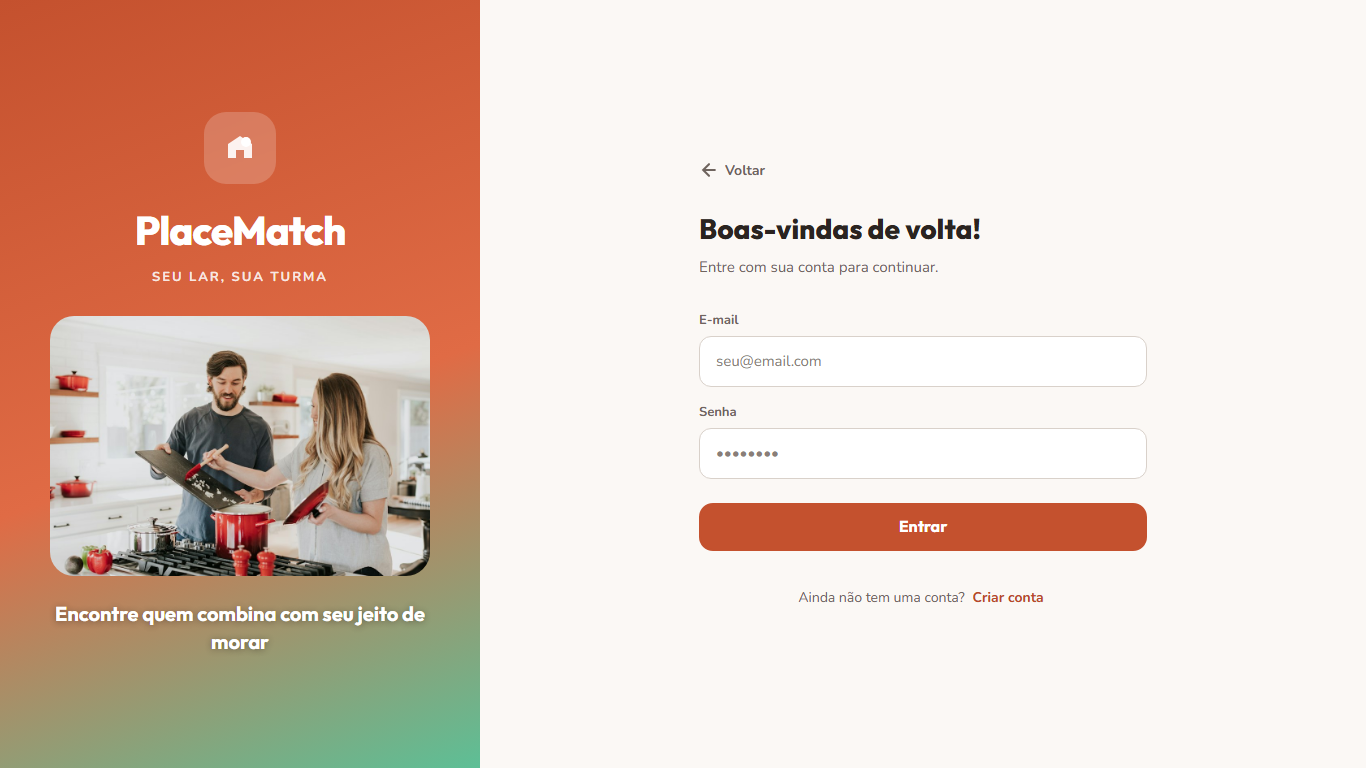 PlaceMatch
SEU LAR, SUA TURMA
Encontre quem combina com seu jeito de
morar
Voltar
Boas-vindas de volta!
Entre com sua conta para continuar.
E-mail
seu@email.com
Senha
••••••••
Entrar
Ainda não tem uma conta? Criar conta